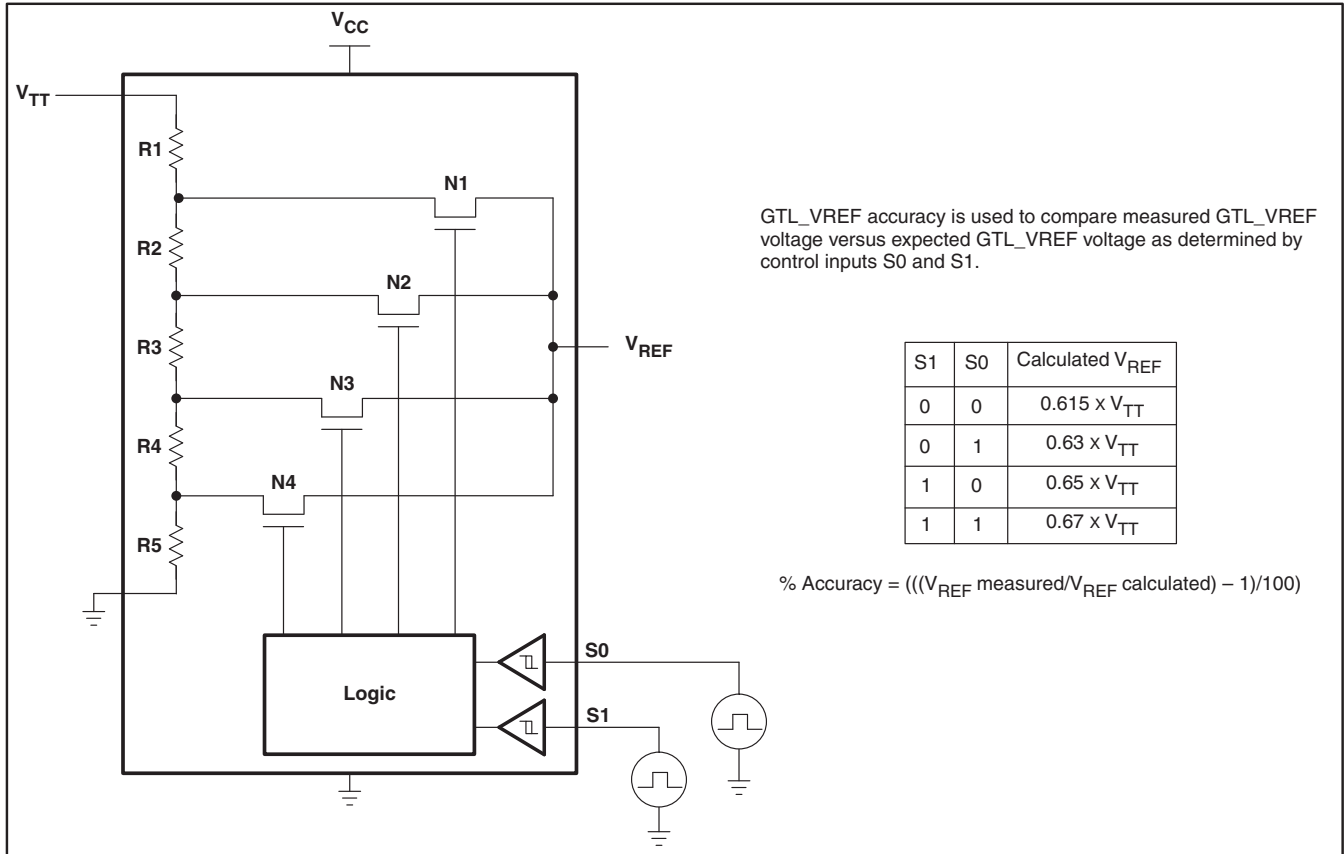 VCC
VTT
R1
N1
R2
N2
R3
VREF
N3
R4
N4
R5
S0
Logic
S1
GTL_VREF accuracy is used to compare measured GTL_VREF
voltage versus expected GTL_VREF voltage as determined by
control inputs S0 and S1.
S1 S0 Calculated VREF
0 0 0.615 x VTT
0 1 0.63 x VTT
1 0 0.65 x VTT
1 1 0.67 x VTT
% Accuracy = (((VREF measured/VREF calculated) – 1)/100)